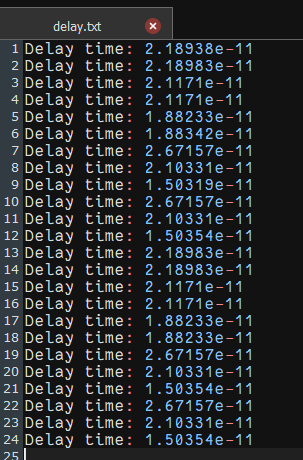 delay.txt
1 Delay time: 2.18938e-11
2 Delay time: 2.18983e-11
3 Delay time: 2.1171e-11
4 Delay time: 2.1171e-11
5 Delay time: 1.88233e-11
6 Delay time: 1.88342e-11
7 Delay time: 2.67157e-11
8 Delay time: 2.10331e-11
9 Delay time: 1.50319e-11
10 Delay time: 2.67157e-11
11 Delay time: 2.10331e-11
12 Delay time: 1.50354e-11
13 Delay time: 2.18983e-11
14 Delay time: 2.18983e-11
15 Delay time: 2.1171e-11
16 Delay time: 2.1171e-11
17 Delay time: 1.88233e-11
18 Delay time: 1.88233e-11
19 Delay time: 2.67157e-11
20 Delay time: 2.10331e-11
21 Delay time: 1.50354e-11
22 Delay time: 2.67157e-11
23 Delay time: 2.10331e-11
24 Delay time: 1.50354e-11
25